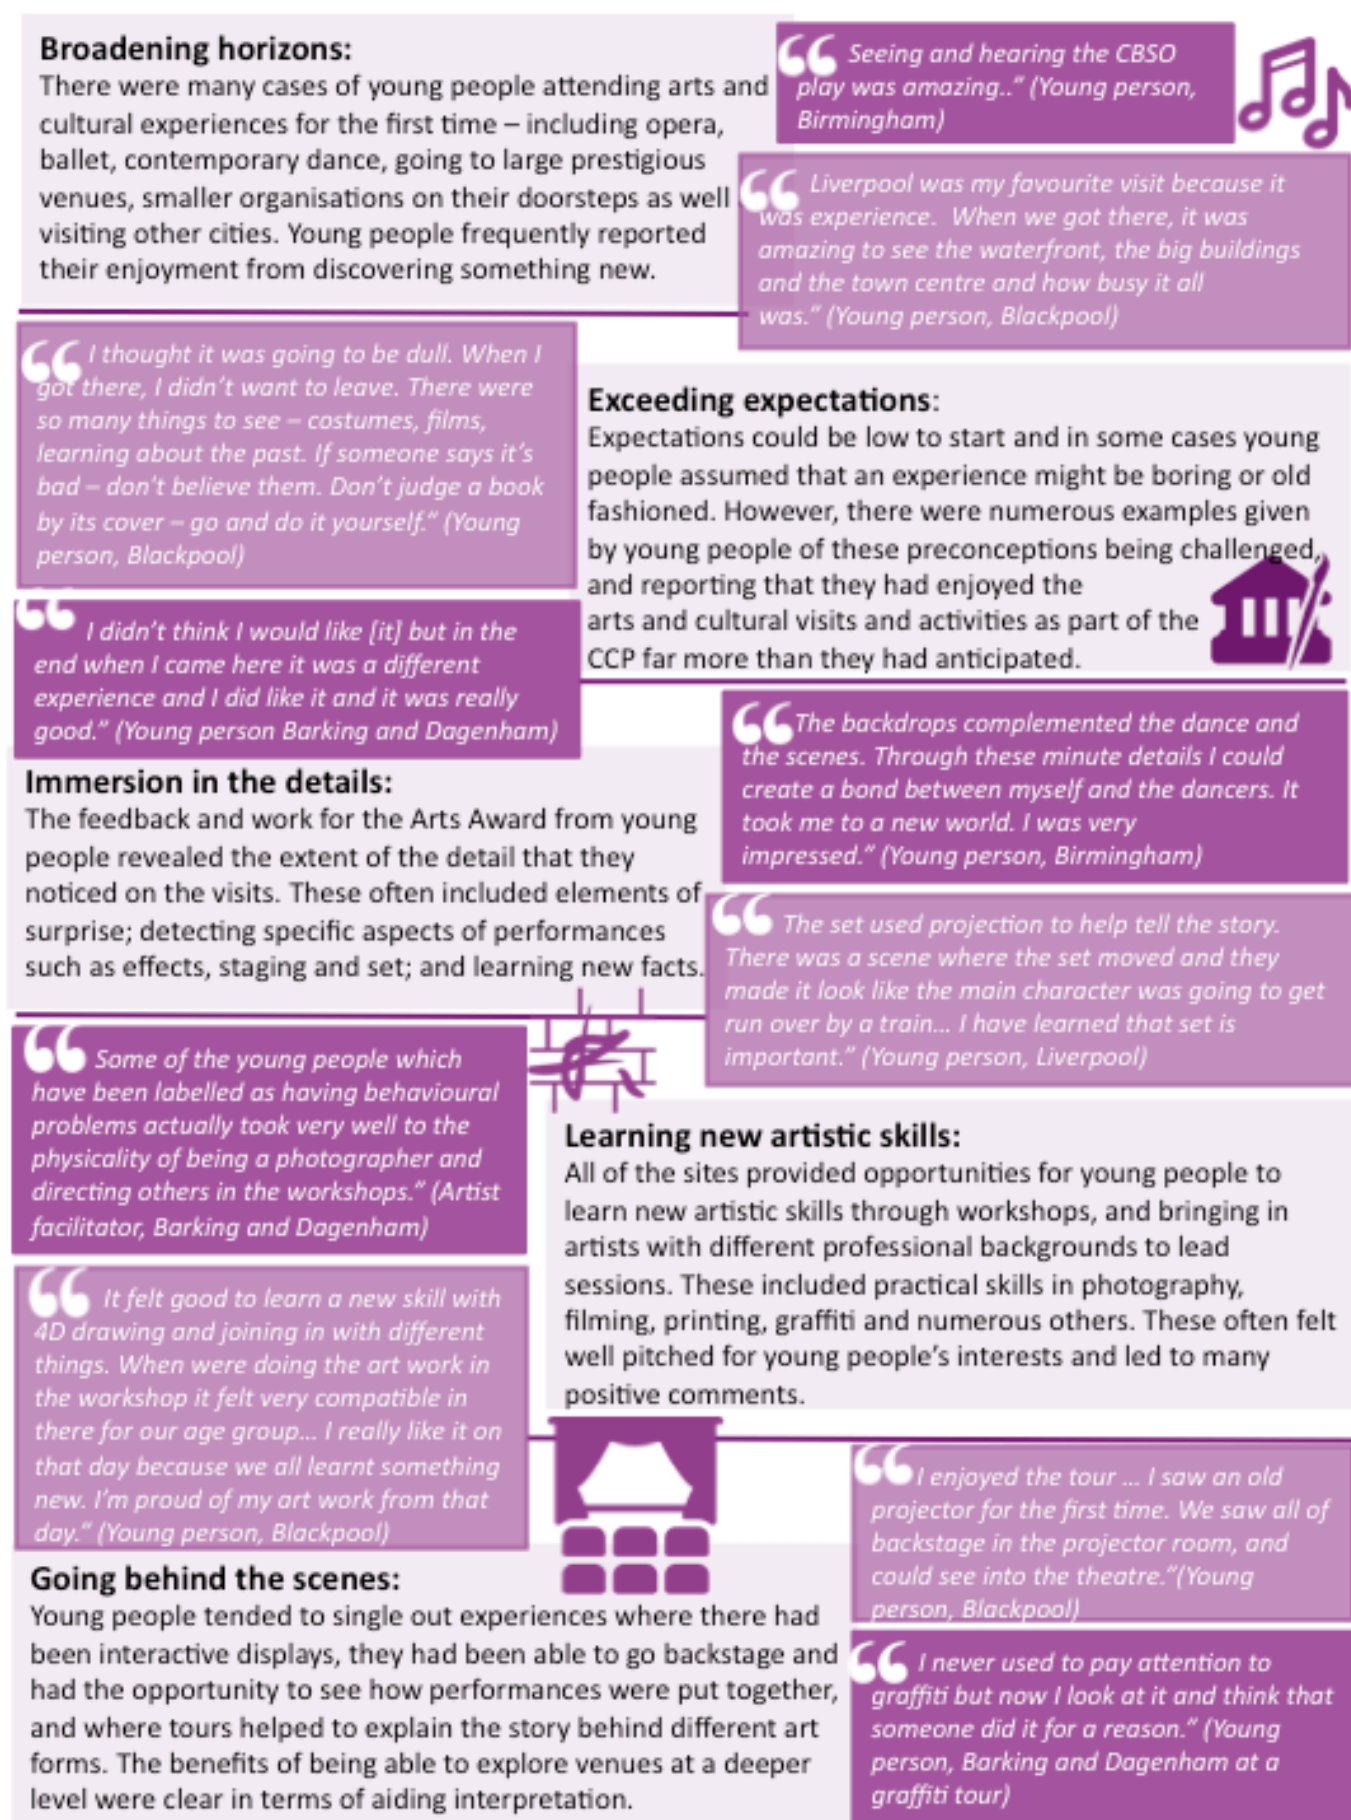 Broadening horizons:
There were many cases of young people attending arts and
cultural experiences for the first time – including opera,
ballet, contemporary dance, going to large prestigious
venues, smaller organisations on their doorsteps as well
visiting other cities. Young people frequently reported
their enjoyment from discovering something new.
“ Seeing and hearing the CBSO
play was amazing..” (Young person,
Birmingham)
“ Liverpool was my favourite visit because it
was experience. When we got there, it was
amazing to see the waterfront, the big buildings
and the town centre and how busy it all
was.” (Young person, Blackpool)
“ I thought it was going to be dull. When I
got there, I didn’t want to leave. There were
so many things to see – costumes, films,
learning about the past. If someone says it’s
bad – don’t believe them. Don’t judge a book
by its cover – go and do it yourself.” (Young
person, Blackpool)
“ I didn’t think I would like [it] but in the
end when I came here it was a different
experience and I did like it and it was really
good.” (Young person Barking and Dagenham)
Exceeding expectations:
Expectations could be low to start and in some cases young
people assumed that an experience might be boring or old
fashioned. However, there were numerous examples given
by young people of these preconceptions being challenged,
and reporting that they had enjoyed the
arts and cultural visits and activities as part of the
CCP far more than they had anticipated.
Immersion in the details:
The feedback and work for the Arts Award from young
people revealed the extent of the detail that they
noticed on the visits. These often included elements of
surprise; detecting specific aspects of performances
such as effects, staging and set; and learning new facts.
“The backdrops complemented the dance and
the scenes. Through these minute details I could
create a bond between myself and the dancers. It
took me to a new world. I was very
impressed.” (Young person, Birmingham)
“ The set used projection to help tell the story.
There was a scene where the set moved and they
made it look like the main character was going to get
run over by a train... I have learned that set is
important.” (Young person, Liverpool)
“ Some of the young people which
have been labelled as having behavioural
problems actually took very well to the
physicality of being a photographer and
directing others in the workshops.” (Artist
facilitator, Barking and Dagenham)
“ It felt good to learn a new skill with
4D drawing and joining in with different
things. When were doing the art work in
the workshop it felt very compatible in
there for our age group... I really like it on
that day because we all learnt something
new. I’m proud of my art work from that
day.” (Young person, Blackpool)
Learning new artistic skills:
All of the sites provided opportunities for young people to
learn new artistic skills through workshops, and bringing in
artists with different professional backgrounds to lead
sessions. These included practical skills in photography,
filming, printing, graffiti and numerous others. These often felt
well pitched for young people’s interests and led to many
positive comments.
Going behind the scenes:
Young people tended to single out experiences where there had
been interactive displays, they had been able to go backstage and
had the opportunity to see how performances were put together,
and where tours helped to explain the story behind different art
forms. The benefits of being able to explore venues at a deeper
level were clear in terms of aiding interpretation.
“I enjoyed the tour ... I saw an old
projector for the first time. We saw all of
backstage in the projector room, and
could see into the theatre.”(Young
person, Blackpool)
“ I never used to pay attention to
graffiti but now I look at it and think that
someone did it for a reason.” (Young
person, Barking and Dagenham at a
graffiti tour)